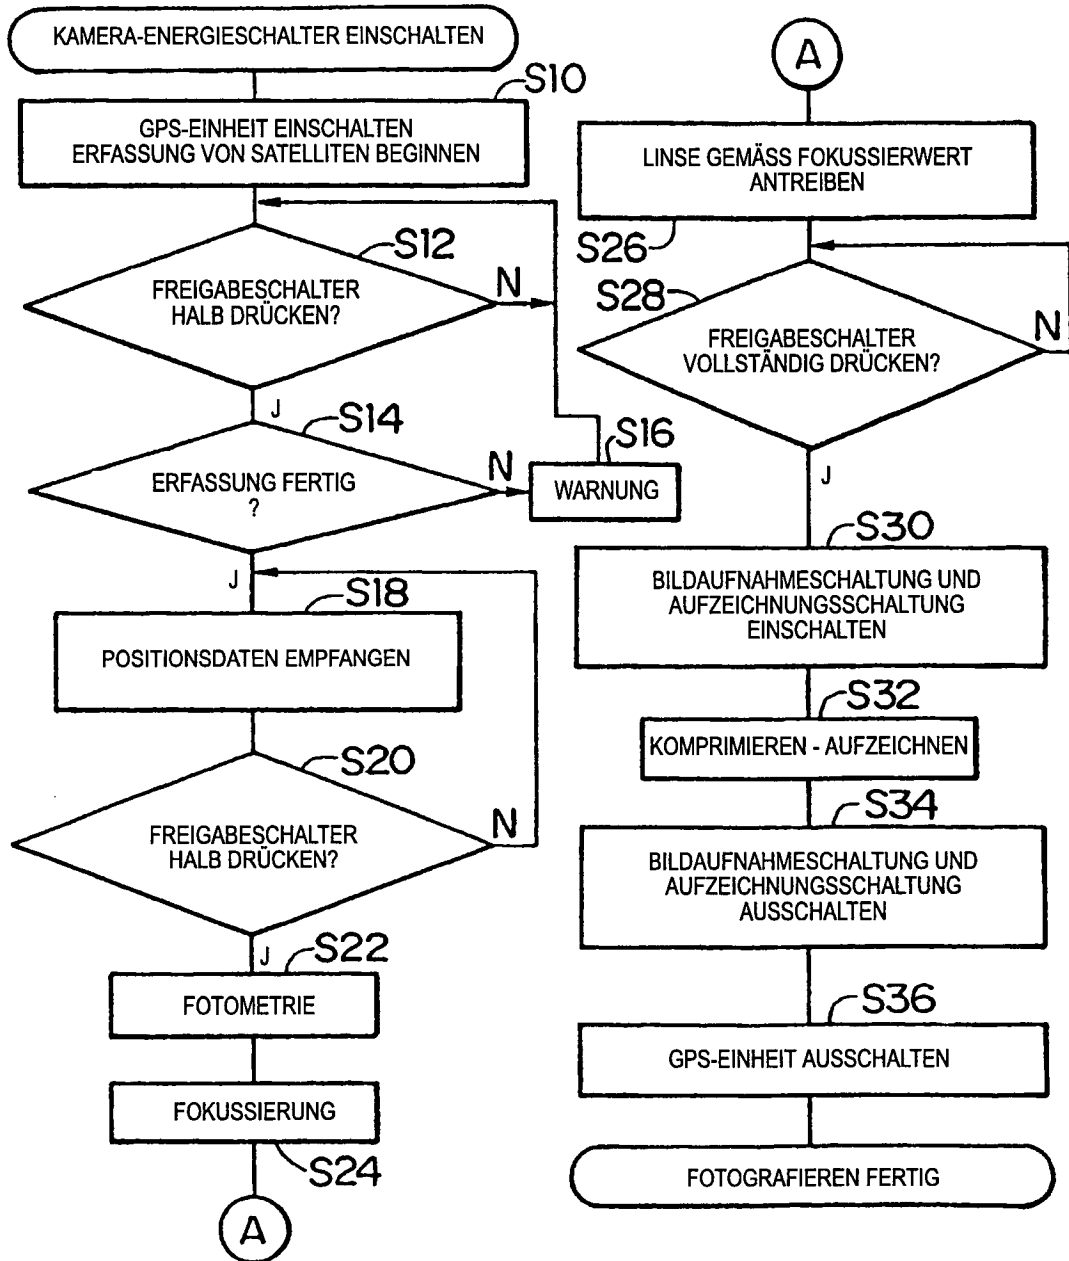 KAMERA-ENERGIESCHALTER EINSCHALTEN
S10
GPS-EINHEIT EINSCHALTEN
ERFASSUNG VON SATELLITEN BEGINNEN
S12
FREIGABESCHALTER
HALB DRÜCKEN?
N
J
S14
ERFASSUNG FERTIG
?
N
S16
WARNUNG
J
S18
POSITIONSDATEN EMPFANGEN
S20
FREIGABESCHALTER
HALB DRÜCKEN?
N
J
S22
FOTOMETRIE
FOKUSSIERUNG
S24
A
A
LINSE GEMÄSS FOKUSSIERWERT
ANTREIBEN
S26
S28
FREIGABESCHALTER
VOLLSTÄNDIG DRÜCKEN?
N
J
S30
BILDAUFNAHMESCHALTUNG UND
AUFZEICHNUNGSSCHALTUNG
EINSCHALTEN
S32
KOMPRIMIEREN - AUFZEICHNEN
S34
BILDAUFNAHMESCHALTUNG UND
AUFZEICHNUNGSSCHALTUNG
AUSSCHALTEN
S36
GPS-EINHEIT AUSSCHALTEN
FOTOGRAFIEREN FERTIG